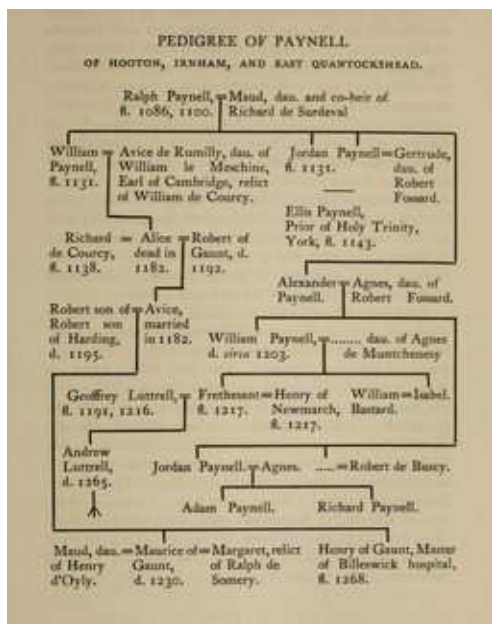 PEDIGREE OF PAYNELL
OF HOOTON, IRNHAM, AND EAST QUANTOCKSHEAD.
Ralph Paynell, = Maud, dau. and co-heir of
fl. 1086, 1100. Richard de Surdeval
William = Avice de Rumilly, dau. of
Paynell, William le Meschine,
fl. 1131. Earl of Cambridge, relict
of William de Courcy.
Jordan Paynell = Gertrude,
fl. 1131. dau. of
Robert
Fossard.
Ellis Paynell,
Prior of Holy Trinity,
York, fl. 1143.
Richard = Alice = Robert of
de Courcy, dead in Gaunt, d.
fl. 1138. 1182. 1192.
Alexander = Agnes, dau. of
Paynell. Robert Fossard.
Robert son of = Avice,
Robert son married
of Harding, in 1182.
d. 1195.
William Paynell, = ........ dau. of Agnes
d. circa 1203. de Muntchenesy
Geoffrey Luttrell, = Frethesant = Henry of
fl. 1191, 1216. fl. 1217. Newmarch,
fl. 1217.
William = Isabel.
Bastard.
Andrew
Luttrell,
d. 1265.
Jordan Paynell. = Agnes. ..... = Robert de Buscy.
Adam Paynell. Richard Paynell.
Maud, dau. = Maurice of = Margaret, relict
of Henry Gaunt, of Ralph de
d'Oyly. d. 1230. Somery.
Henry of Gaunt, Master
of Billeswick hospital,
fl. 1268.